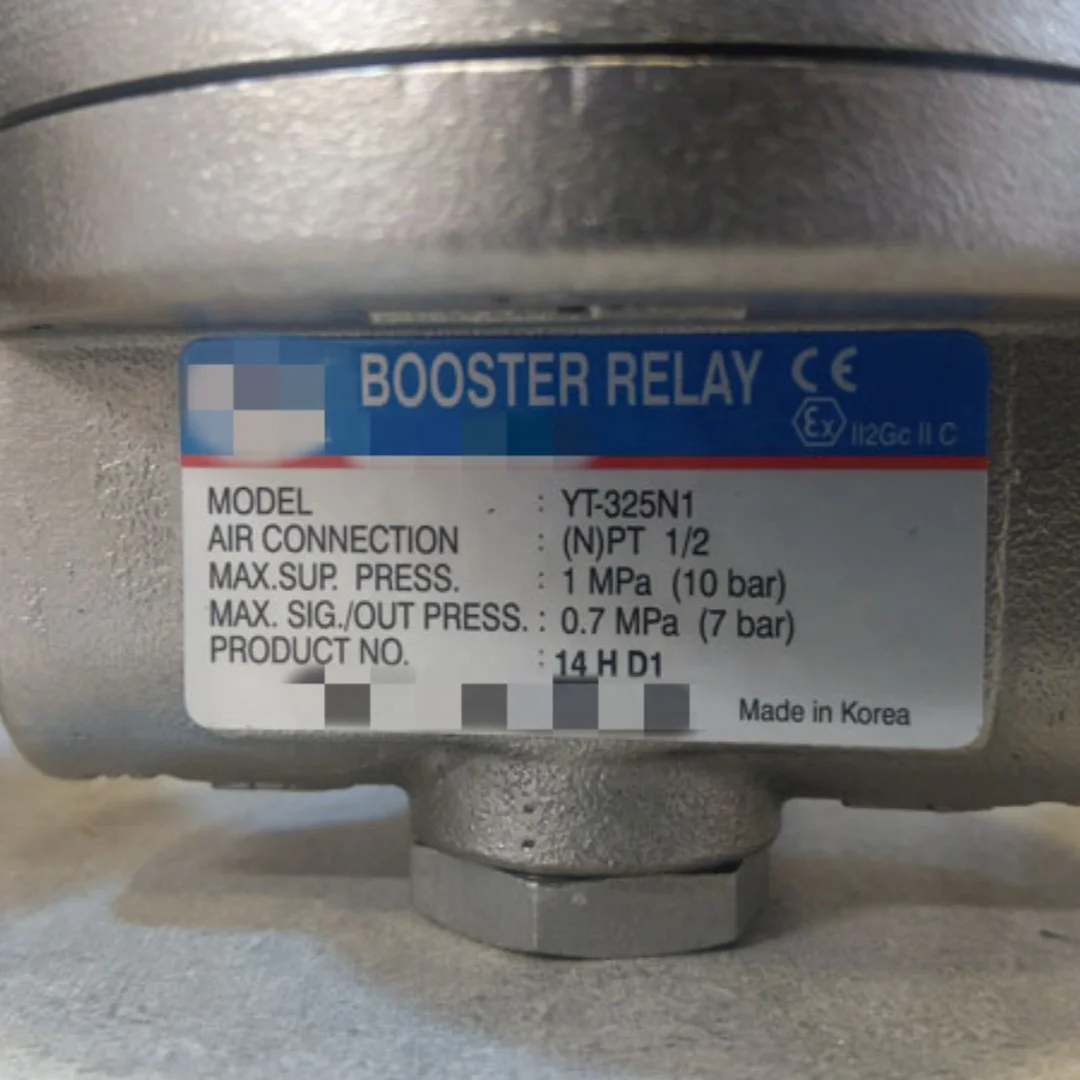 BOOSTER RELAY CE
Ex II2Gc II C
MODEL : YT-325N1
AIR CONNECTION : (N)PT 1/2
MAX.SUP. PRESS. : 1 MPa (10 bar)
MAX. SIG./OUT PRESS. : 0.7 MPa (7 bar)
PRODUCT NO. : 14 H D1
Made in Korea